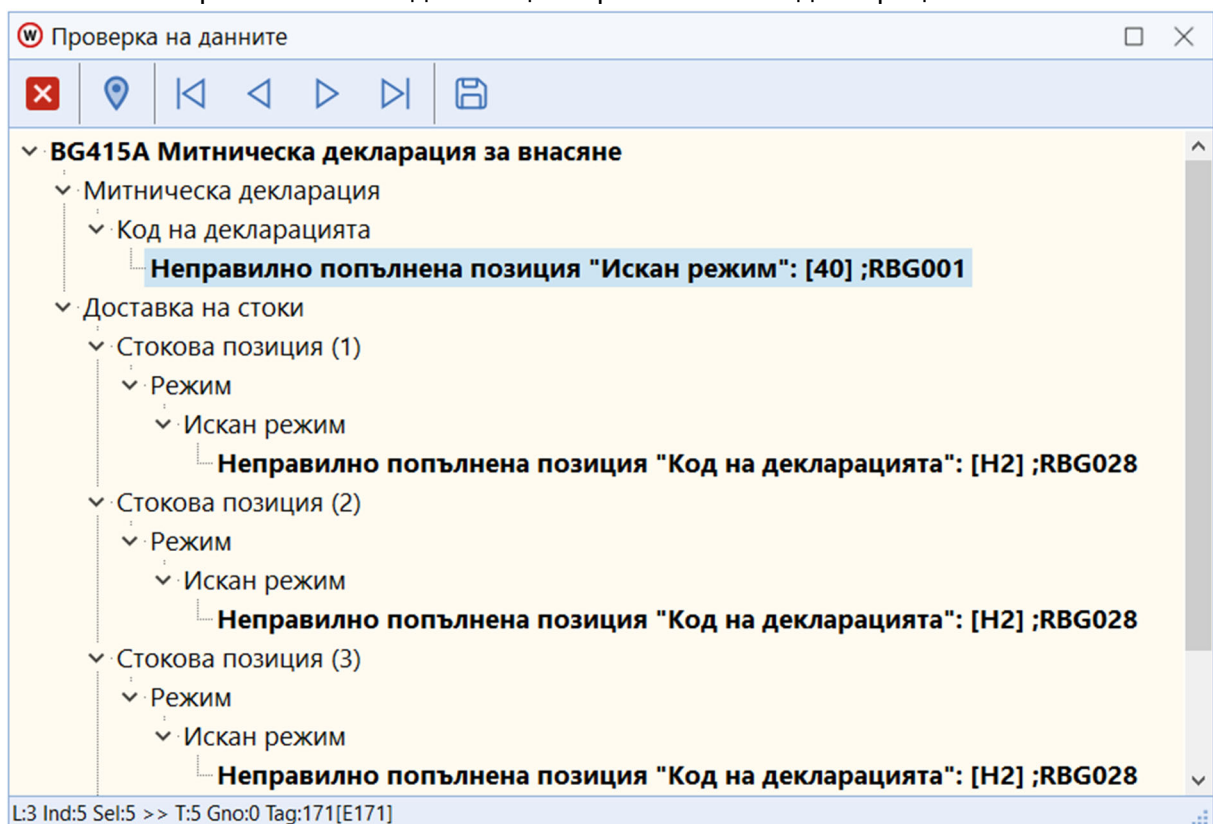 Проверка на данните
BG415A Митническа декларация за внасяне
Митническа декларация
Код на декларацията
Неправилно попълнена позиция "Искан режим": [40] ;RBG001
Доставка на стоки
Стокова позиция (1)
Режим
Искан режим
Неправилно попълнена позиция "Код на декларацията": [H2] ;RBG028
Стокова позиция (2)
Режим
Искан режим
Неправилно попълнена позиция "Код на декларацията": [H2] ;RBG028
Стокова позиция (3)
Режим
Искан режим
Неправилно попълнена позиция "Код на декларацията": [H2] ;RBG028
L:3 Ind:5 Sel:5 >> T:5 Gno:0 Tag:171[E171]